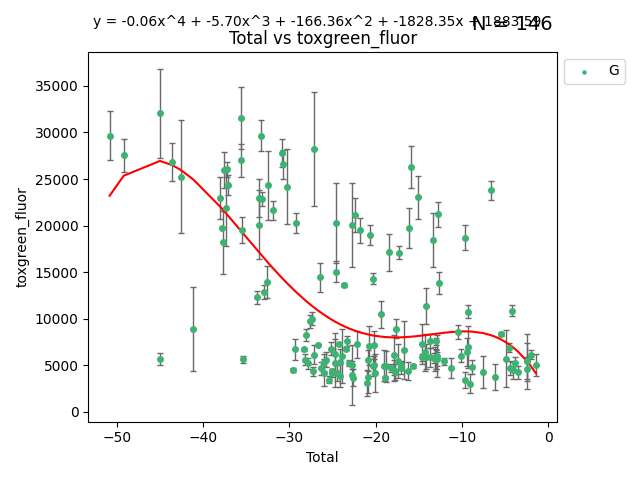 y = -0.06x^4 + -5.70x^3 + -166.36x^2 + -1828.35x + 1883.59
N = 146
Total vs toxgreen_fluor
G
35000
30000
25000
20000
15000
10000
5000
0
toxgreen_fluor
−50 −40 −30 −20 −10 0
Total